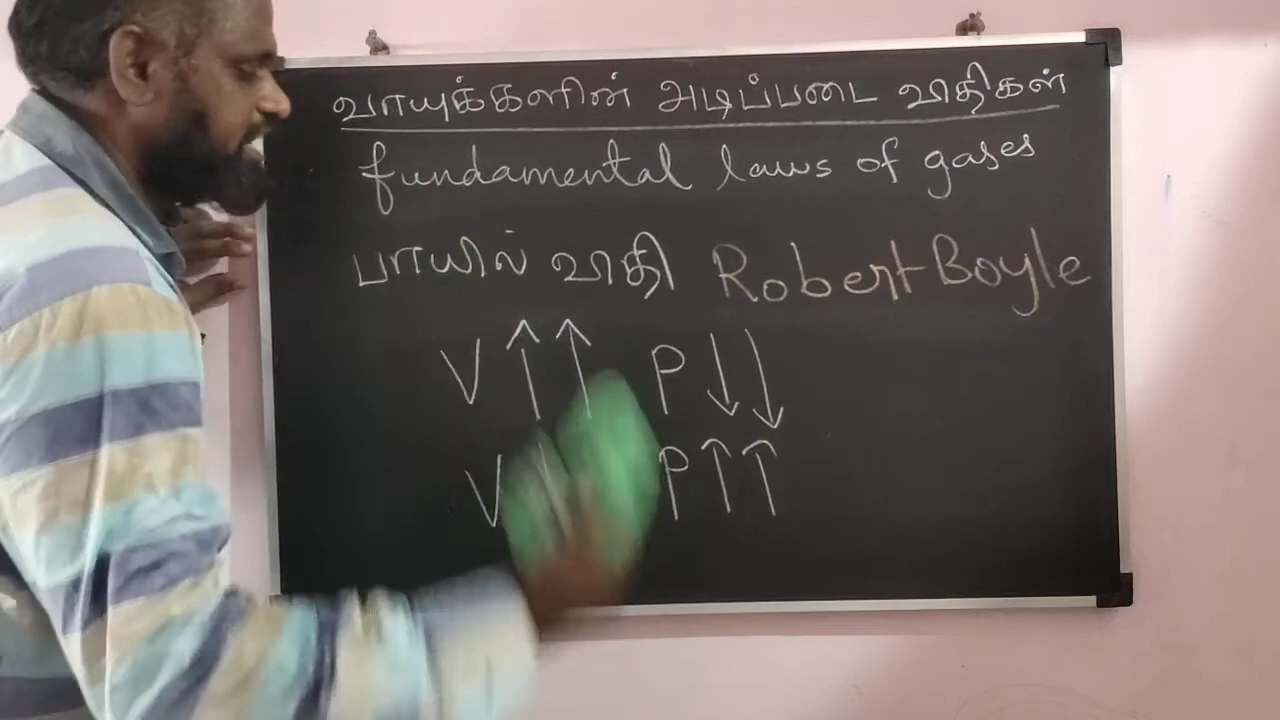 வாயுக்களின் அடிப்படை விதிகள்
fundamental laws of gases
பாயில் விதி Robert Boyle
V ↑ ↑ P ↓ ↓
V P ↑ ↑